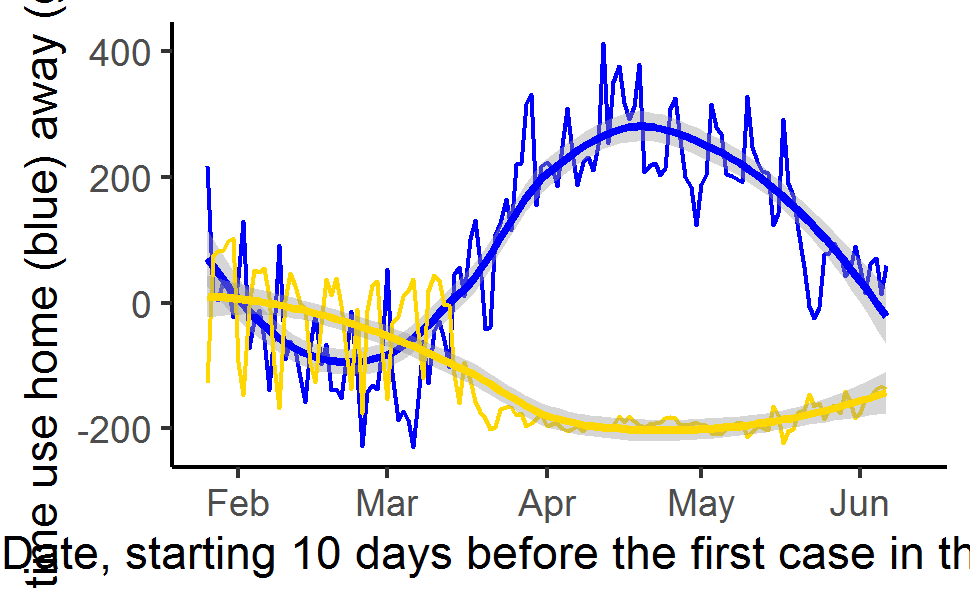 time use home (blue) away (
400
200
0
-200
Feb Mar Apr May Jun
Date, starting 10 days before the first case in th